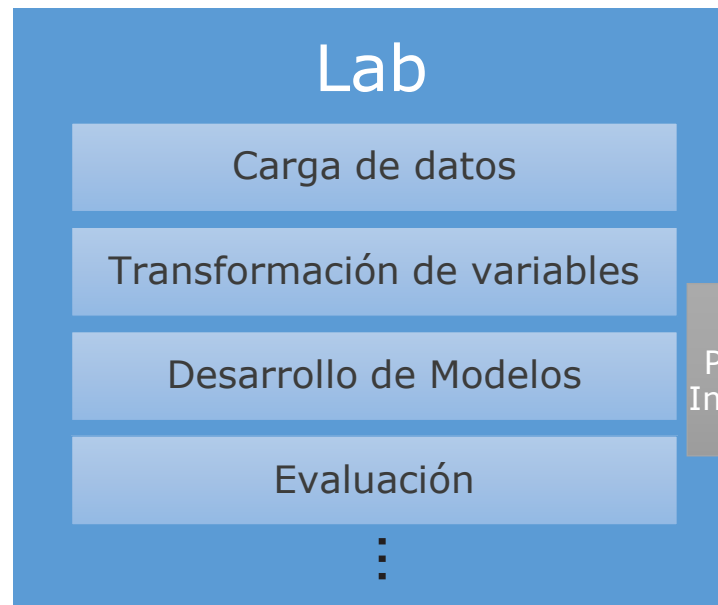 Lab
Carga de datos
Transformación de variables
Desarrollo de Modelos
Evaluación
⋮